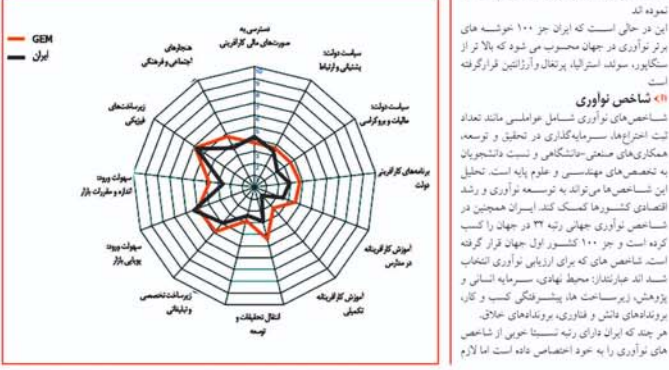 نموده اند
این در حالی است که ایران جز ۱۰۰ خوشه های
برتر نوآوری در جهان محسوب می شود که بالا تر از
سنگاپور، سوئد، استرالیا، پرتغال و آرژانتین قرارگرفته
است
شاخص نوآوری
شاخص‌های نوآوری شامل عواملی مانند تعداد
ثبت اختراع‌ها، سرمایه‌گذاری در تحقیق و توسعه،
همکاری‌های صنعتی-دانشگاهی و نسبت دانشجویان
به تخصص‌های مهندسی و علوم پایه است. تحلیل
این شاخص‌ها می‌تواند به توسعه نوآوری و رشد
اقتصادی کشورها کمک کند. ایران همچنین در
شاخص نوآوری جهانی رتبه ۳۲ در جهان را کسب
کرده است و جز ۱۰۰ کشور اول جهان قرار گرفته
است. شاخص های که برای ارزیابی نوآوری انتخاب
شد اند عبارتنداز: محیط نهادی، سرمایه انسانی و
پژوهش، زیرساخت ها، پیشرفتگی کسب و کار،
بروندادهای دانش و فناوری، بروندادهای خلاق.
هر چند که ایران دارای رتبه نسبتا خوبی از شاخص
های نوآوری را به خود اختصاص داده است اما لازم
GEM
ایران
دسترسی به
صورت‌های مالی کارآفرینی
سیاست دولت:
پشتیبانی و ارتباط
سیاست دولت:
مالیات و بروکراسی
برنامه‌های کارآفرینی
دولت
آموزش کارآفرینانه
در مدارس
آموزش کارآفرینانه
تکمیلی
انتقال تحقیقات و
توسعه
زیرساخت تخصصی
و تبلیغاتی
سهولت ورود:
پویایی بازار
سهولت ورود:
اندازه و مقررات بازار
زیرساخت‌های
فیزیکی
هنجارهای
اجتماعی و فرهنگی